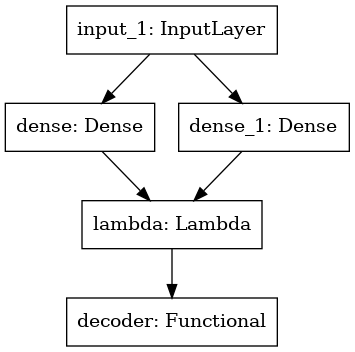 input_1: InputLayer
dense: Dense
dense_1: Dense
lambda: Lambda
decoder: Functional